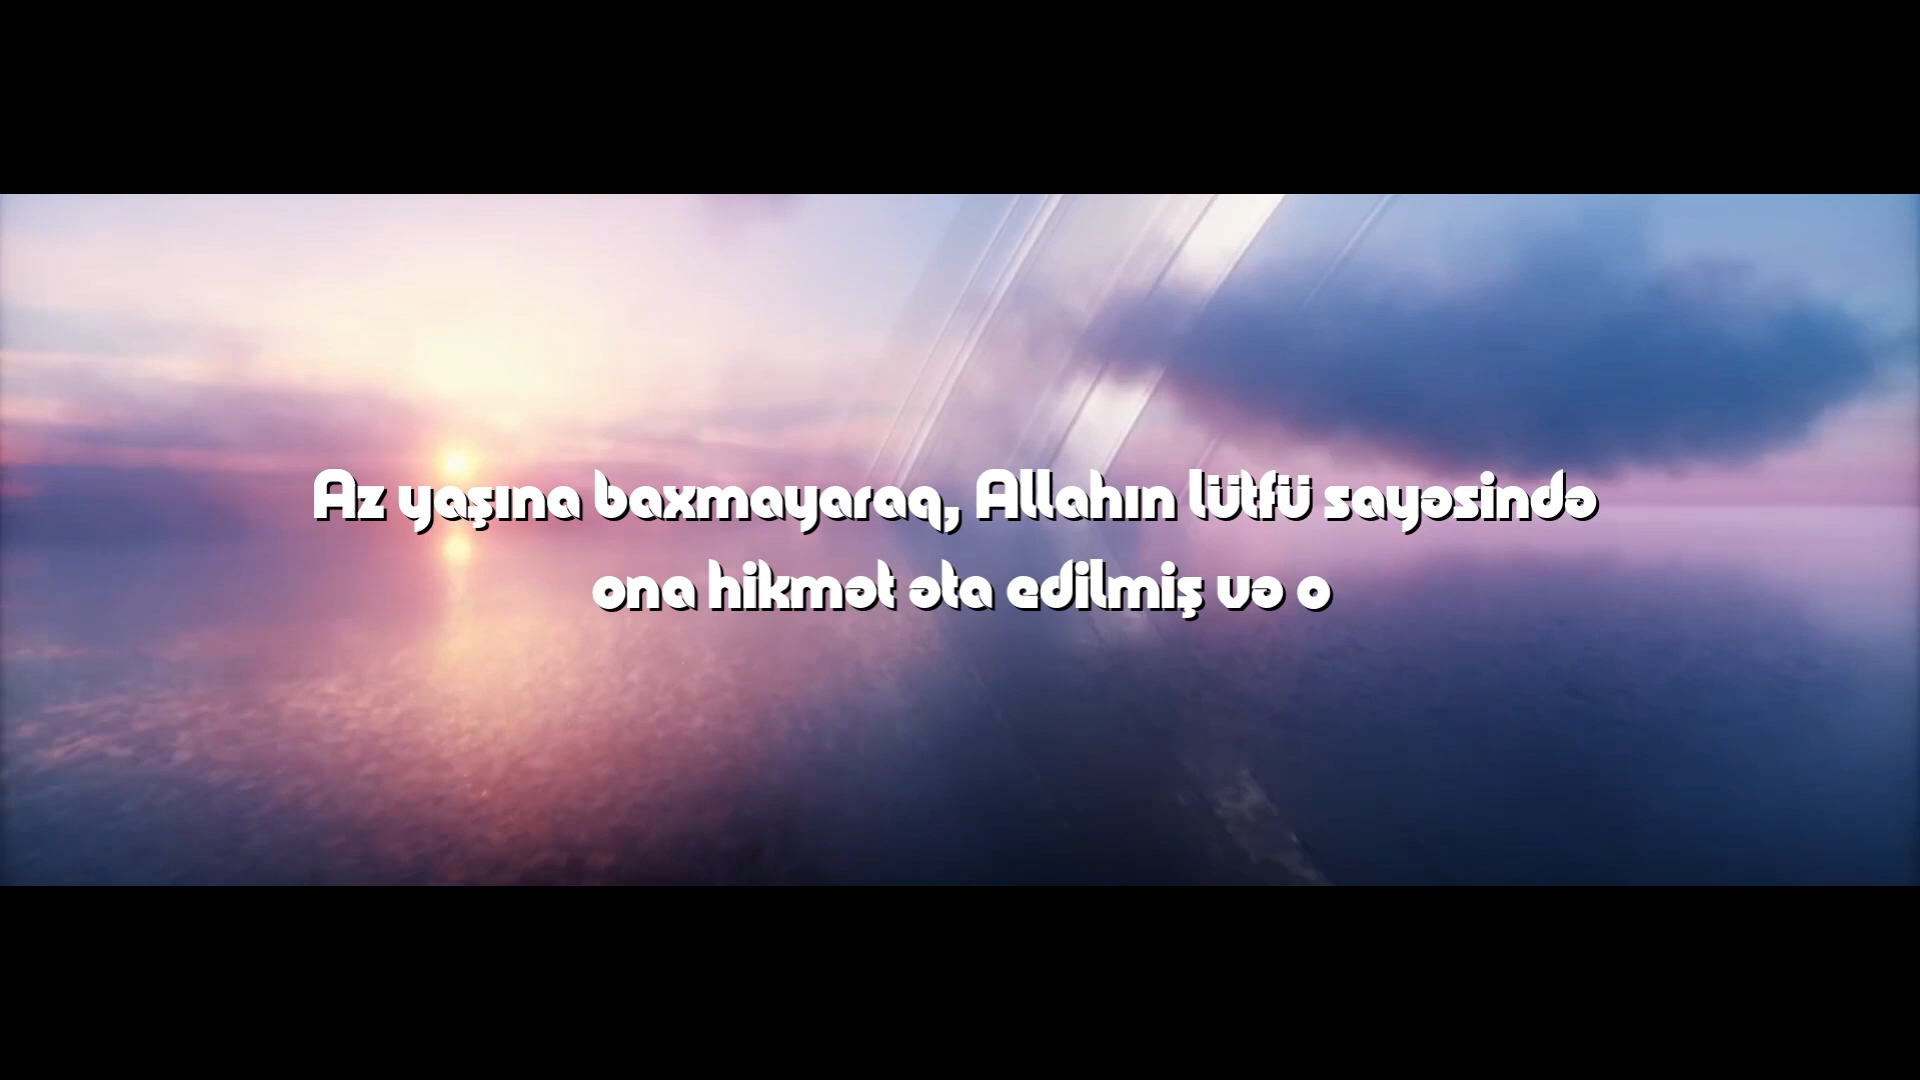 Az yaşına baxmayaraq, Allahın lütfü sayəsində
ona hikmət əta edilmiş və o